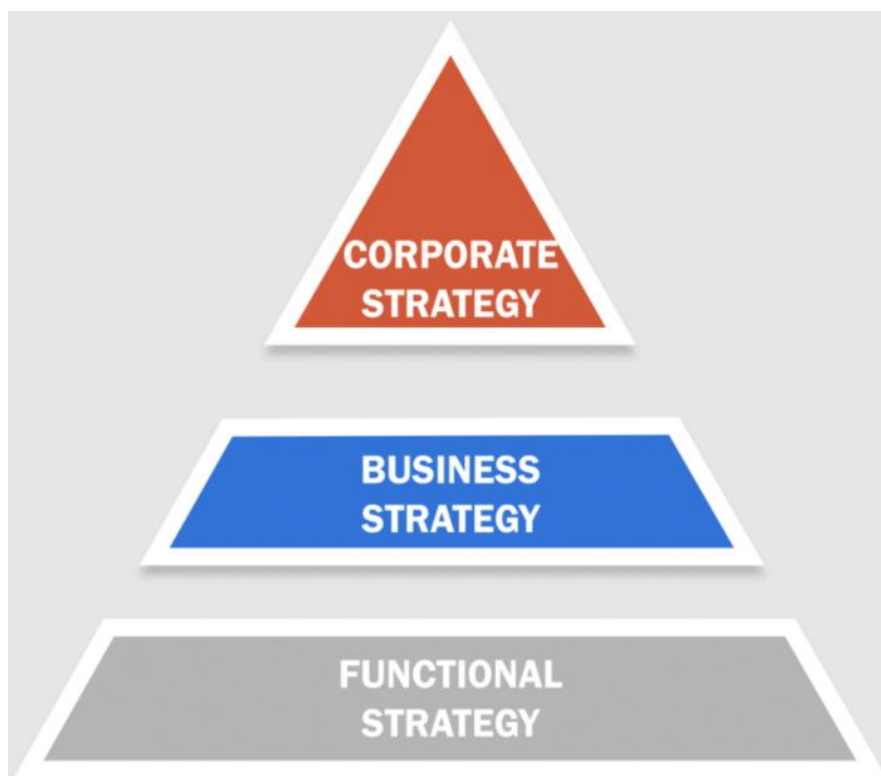 CORPORATE
STRATEGY
BUSINESS
STRATEGY
FUNCTIONAL
STRATEGY